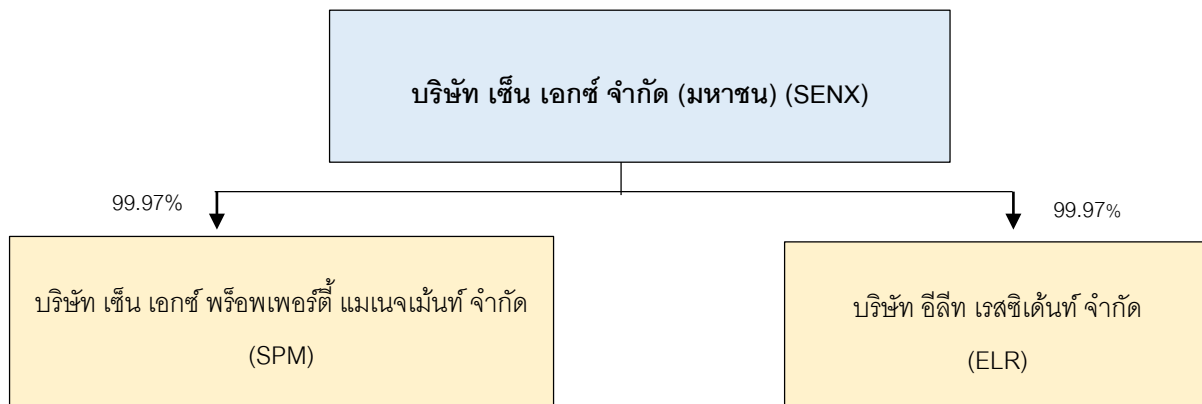 บริษัท เซ็น เอกซ์ จำกัด (มหาชน) (SENX)
99.97%
99.97%
บริษัท เซ็น เอกซ์ พร็อพเพอร์ตี้ แมเนจเม้นท์ จำกัด
(SPM)
บริษัท อีลีท เรสซิเด้นท์ จำกัด
(ELR)